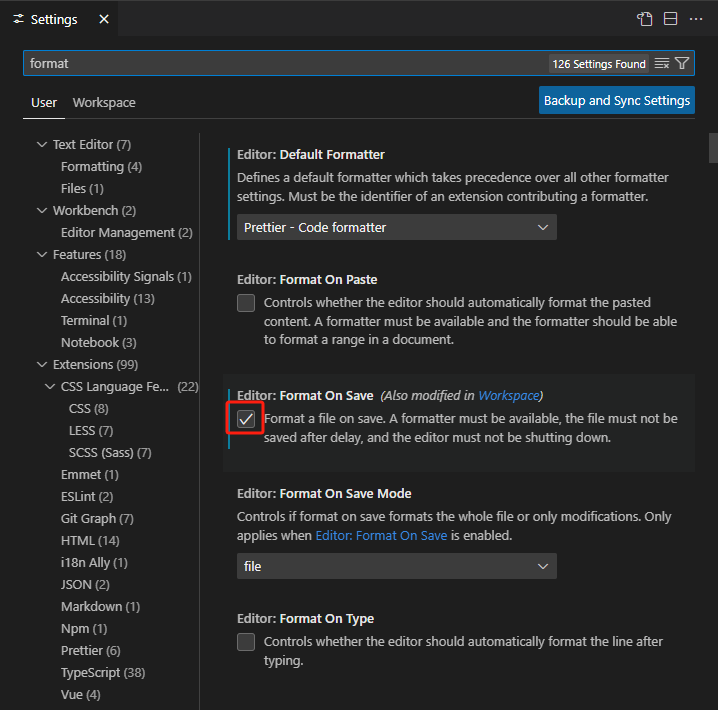 Settings
format
126 Settings Found
User
Workspace
Backup and Sync Settings
Text Editor (7)
Formatting (4)
Files (1)
Workbench (2)
Editor Management (2)
Features (18)
Accessibility Signals (1)
Accessibility (13)
Terminal (1)
Notebook (3)
Extensions (99)
CSS Language Fe... (22)
CSS (8)
LESS (7)
SCSS (Sass) (7)
Emmet (1)
ESLint (2)
Git Graph (7)
HTML (14)
i18n Ally (1)
JSON (2)
Markdown (1)
Npm (1)
Prettier (6)
TypeScript (38)
Vue (4)
Editor: Default Formatter
Defines a default formatter which takes precedence over all other formatter
settings. Must be the identifier of an extension contributing a formatter.
Prettier - Code formatter
Editor: Format On Paste
Controls whether the editor should automatically format the pasted
content. A formatter must be available and the formatter should be able
to format a range in a document.
Editor: Format On Save (Also modified in Workspace)
Format a file on save. A formatter must be available, the file must not be
saved after delay, and the editor must not be shutting down.
Editor: Format On Save Mode
Controls if format on save formats the whole file or only modifications. Only
applies when Editor: Format On Save is enabled.
file
Editor: Format On Type
Controls whether the editor should automatically format the line after
typing.